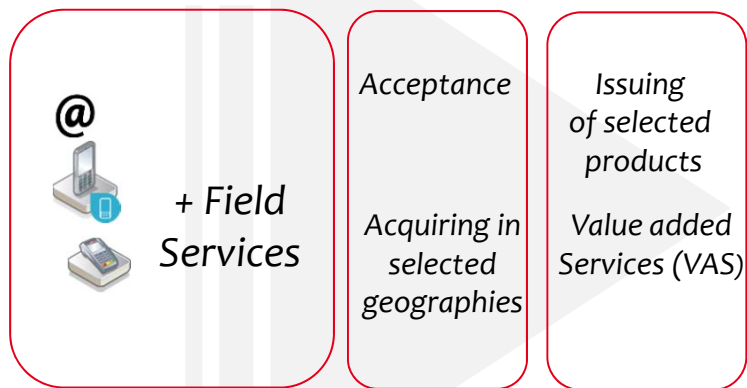 @
+ Field
Services
Acceptance
Acquiring in
selected
geographies
Issuing
of selected
products
Value added
Services (VAS)